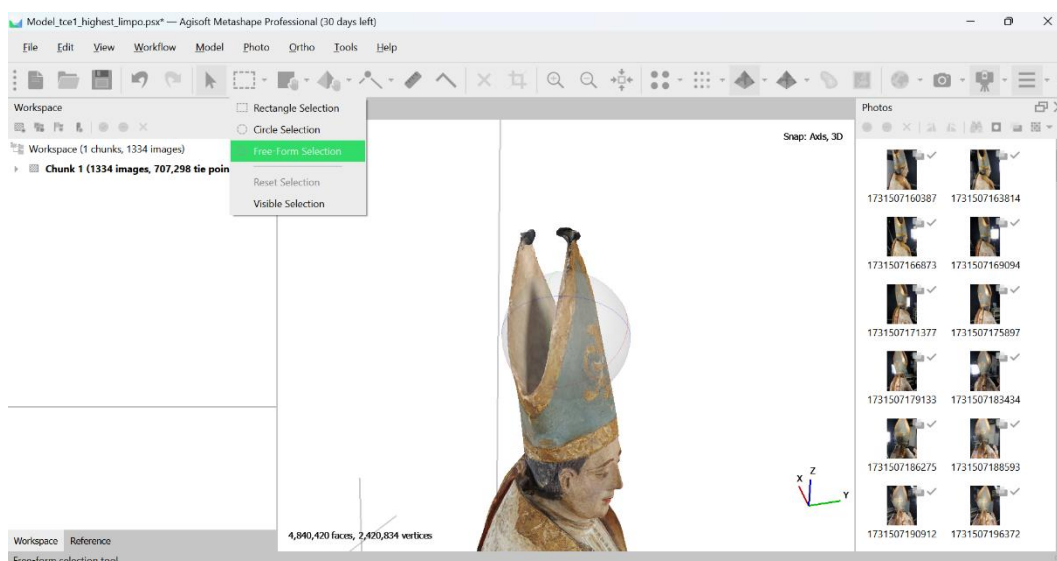 Model_tce1_highest_limpo.psx* — Agisoft Metashape Professional (30 days left)
File Edit View Workflow Model Photo Ortho Tools Help
Workspace
Workspace (1 chunks, 1334 images)
Chunk 1 (1334 images, 707,298 tie poin
Rectangle Selection
Circle Selection
Free-Form Selection
Reset Selection
Visible Selection
Snap: Axis, 3D
X Z Y
4,840,420 faces, 2,420,834 vertices
Photos
1731507160387 1731507163814
1731507166873 1731507169094
1731507171377 1731507175897
1731507179133 1731507183434
1731507186275 1731507188593
1731507190912 1731507196372
Workspace Reference
Free-form selection tool